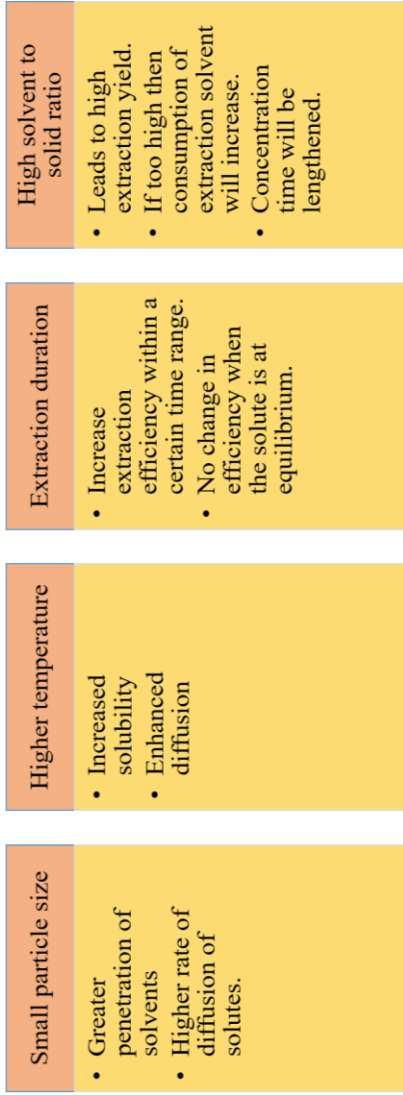 Small particle size
• Greater
penetration of
solvents
• Higher rate of
diffusion of
solutes.
Higher temperature
• Increased
solubility
• Enhanced
diffusion
Extraction duration
• Increase
extraction
efficiency within a
certain time range.
• No change in
efficiency when
the solute is at
equilibrium.
High solvent to
solid ratio
• Leads to high
extraction yield.
• If too high then
consumption of
extraction solvent
will increase.
• Concentration
time will be
lengthened.